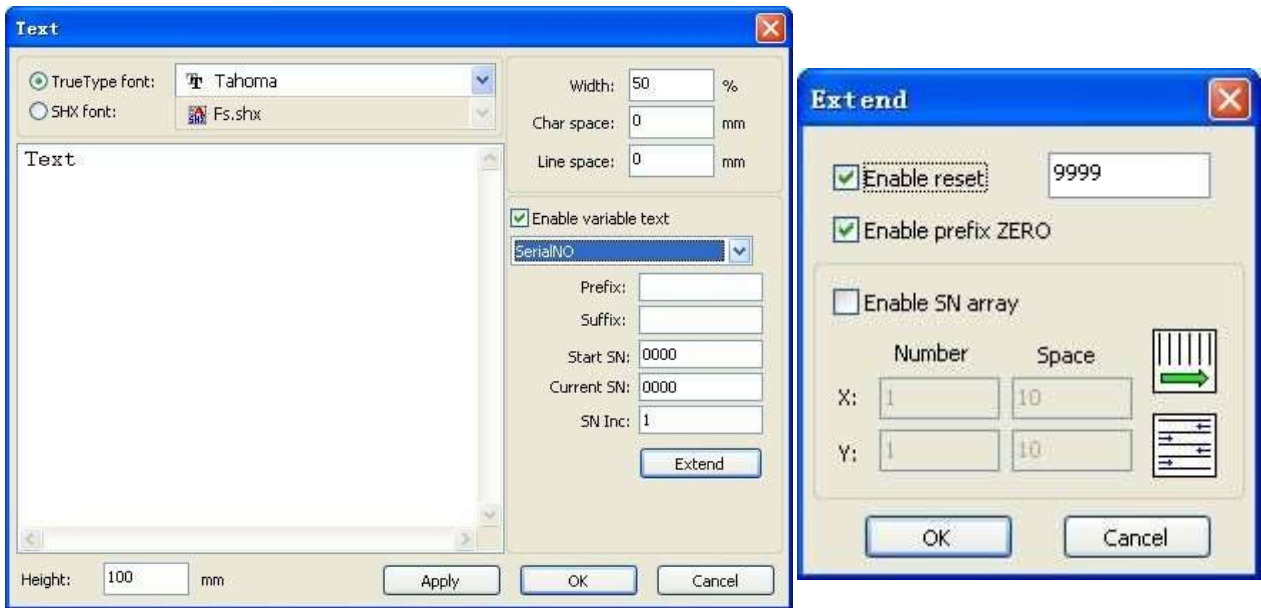 Text
TrueType font: Tahoma
SHX font: Fs.shx
Text
Width: 50 %
Char space: 0 mm
Line space: 0 mm
Enable variable text
SerialNO
Prefix:
Suffix:
Start SN: 0000
Current SN: 0000
SN Inc: 1
Extend
Height: 100 mm
Apply
OK
Cancel
Extend
Enable reset 9999
Enable prefix ZERO
Enable SN array
Number Space
X: 1 10
Y: 1 10
OK
Cancel